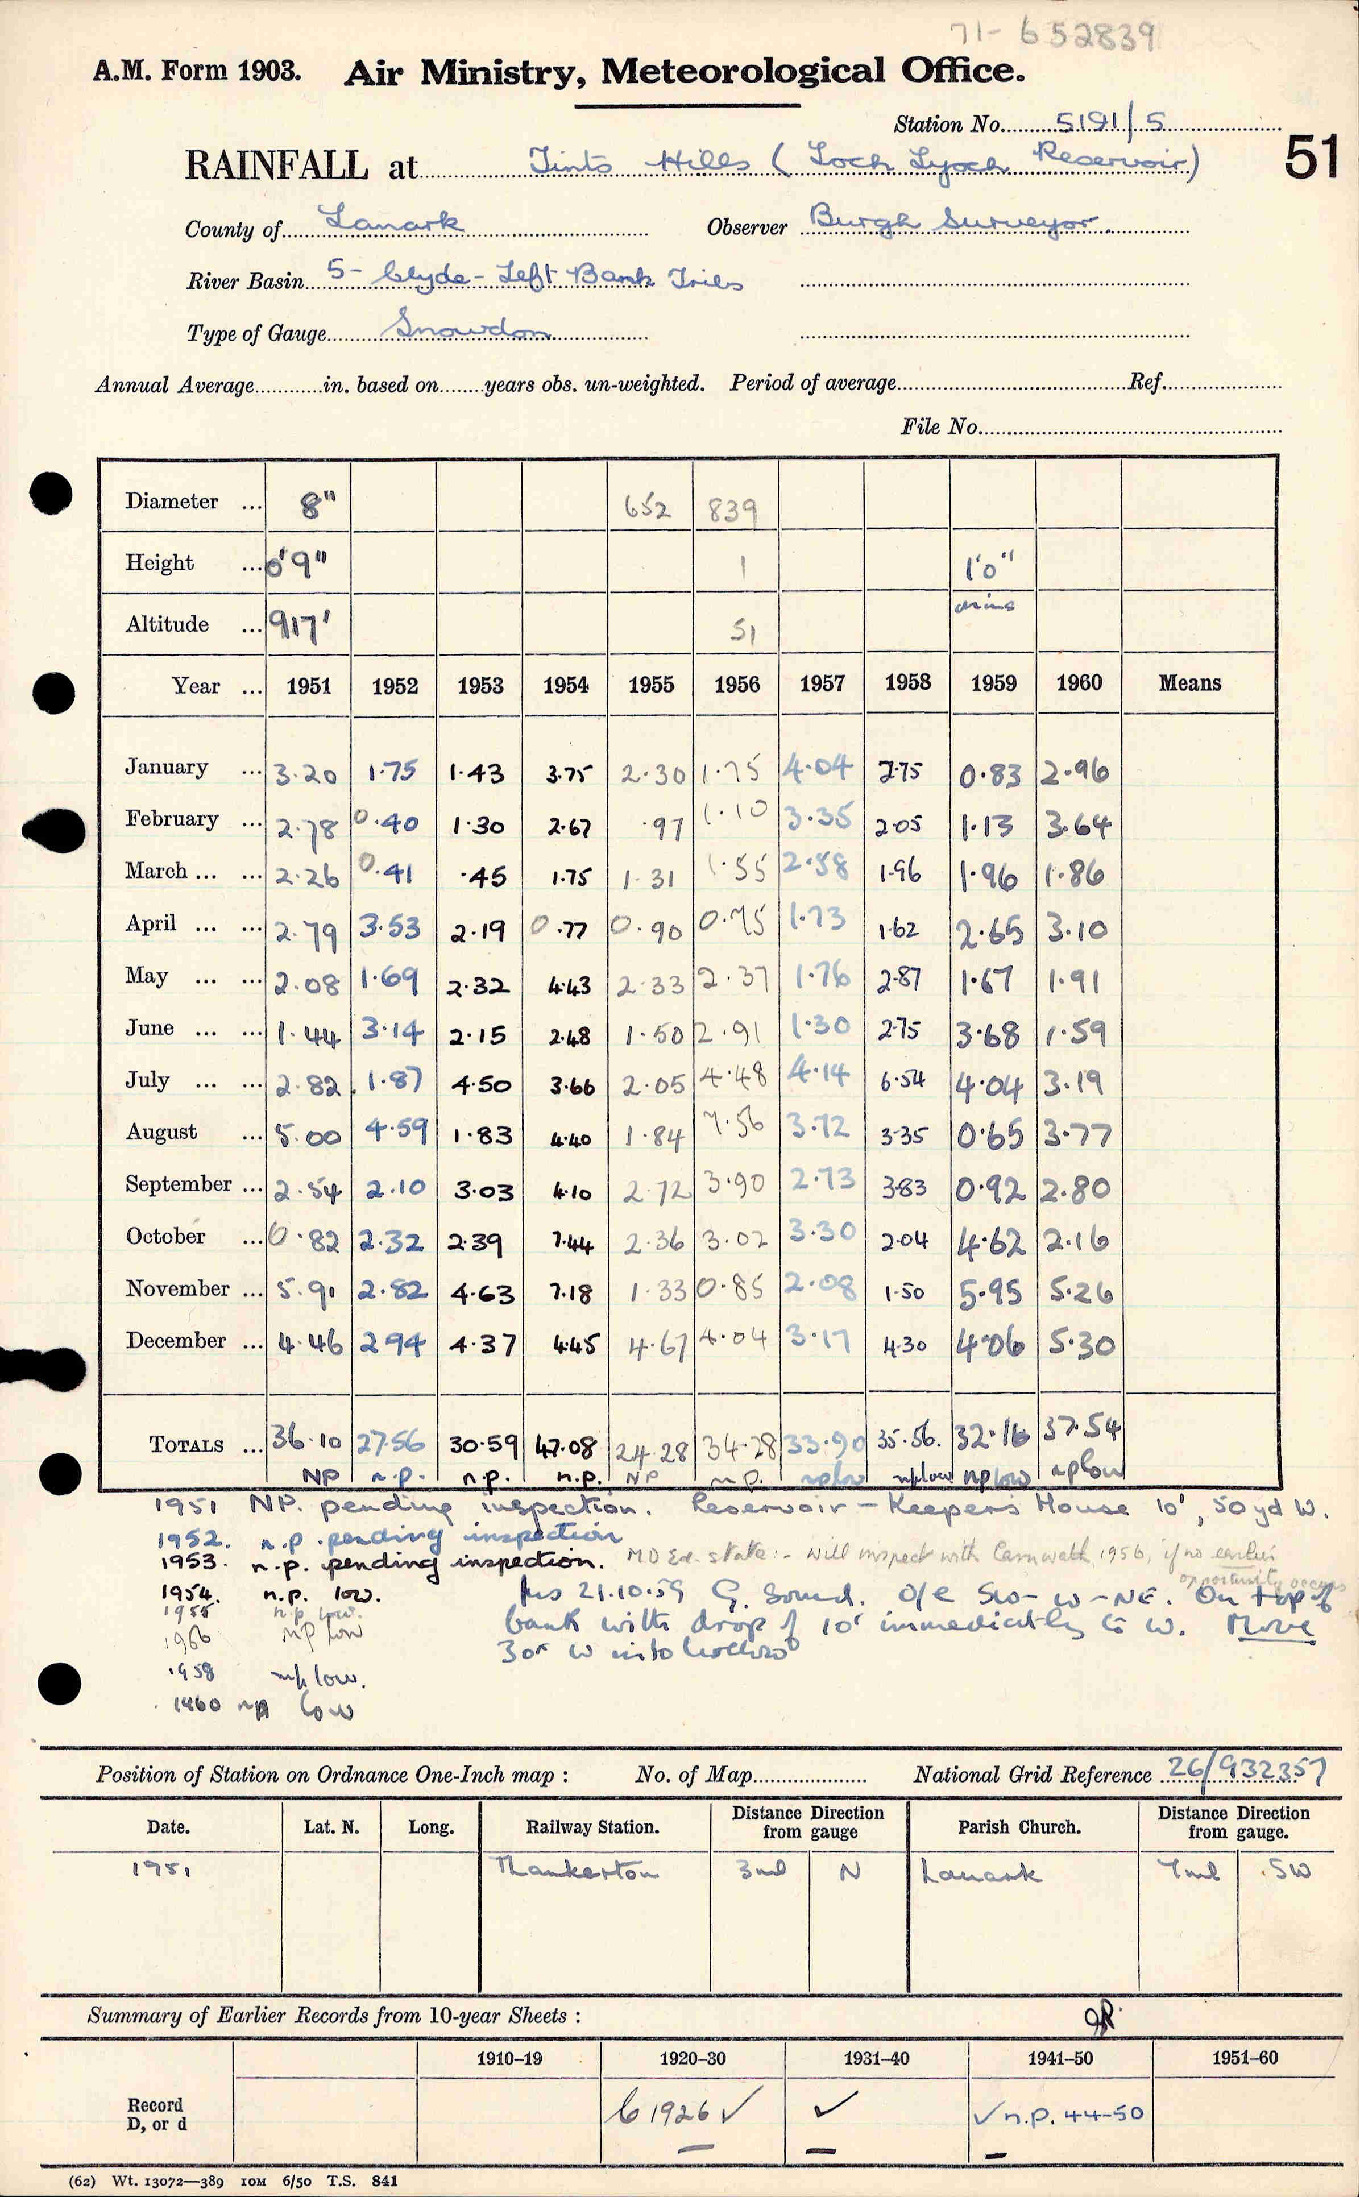 71- 652839
A.M. Form 1903. Air Ministry, Meteorological Office.
Station No. 5191/5
RAINFALL at Tinto Hills (Loch Lyoch Reservoir) 51
County of Lanark Observer Burgh Surveyor.
River Basin 5- Clyde - Left Bank Tribs
Type of Gauge Snowdon
Annual Average in. based on years obs. un-weighted. Period of average Ref.
File No.
Diameter ... 8" 652 839
Height ... 0'9" 1 1'0"
Altitude ... 917' 51
Year ... 1951 1952 1953 1954 1955 1956 1957 1958 1959 1960 Means
January ... 3.20 1.75 1.43 3.75 2.30 1.75 4.04 2.75 0.83 2.96
February ... 2.78 0.40 1.30 2.67 .97 1.10 3.35 2.05 1.13 3.64
March ... ... 2.26 0.41 .45 1.75 1.31 1.55 2.58 1.96 1.96 1.86
April ... ... 2.79 3.53 2.19 0.77 0.90 0.75 1.73 1.62 2.65 3.10
May ... ... 2.08 1.69 2.32 4.43 2.33 2.37 1.76 2.87 1.67 1.91
June ... ... 1.44 3.14 2.15 2.48 1.50 2.91 1.30 2.75 3.68 1.59
July ... ... 2.82 1.87 4.50 3.66 2.05 4.48 4.14 6.54 4.04 3.19
August ... 5.00 4.59 1.83 4.40 1.84 7.56 3.72 3.35 0.65 3.77
September ... 2.54 2.10 3.03 4.10 2.72 3.90 2.73 3.83 0.92 2.80
October ... 0.82 2.32 2.39 7.44 2.36 3.02 3.30 2.04 4.62 2.16
November ... 5.91 2.82 4.63 7.18 1.33 0.85 2.08 1.50 5.95 5.26
December ... 4.46 2.94 4.37 4.45 4.67 4.04 3.17 4.30 4.06 5.30
TOTALS ... 36.10 27.56 30.59 47.08 24.28 34.28 33.90 35.56. 32.16 37.54
NP n.p. n.p. n.p. NP n.p. nplow nplow nplow nplow
1951 NP. pending inspection. Reservoir - Keeper's House 10', 50 yd W.
1952. n.p. pending inspection
1953. n.p. pending inspection. M O Ed. state:- Will inspect with Carnwath 1956, if no earlier opportunity occurs
1954. n.p. low. Ins 21.10.59 G. Sound. O/E SW - W - NE. On top of
1955 n.p. low. bank with drop of 10' immediately to W. Move
1956 np low 30x W into hollow
1958 np low.
1960 np low
Position of Station on Ordnance One-Inch map : No. of Map National Grid Reference 26/932357
Date. Lat. N. Long. Railway Station. Distance Direction from gauge Parish Church. Distance Direction from gauge.
1951 Thankerton 3ml N Lanark 7ml SW
Summary of Earlier Records from 10-year Sheets :
1910–19 1920–30 1931–40 1941–50 1951–60
Record D, or d 1926 ✓ ✓ ✓ n.p. 44-50
(62) Wt. 13072—389 IOM 6/50 T.S. 841